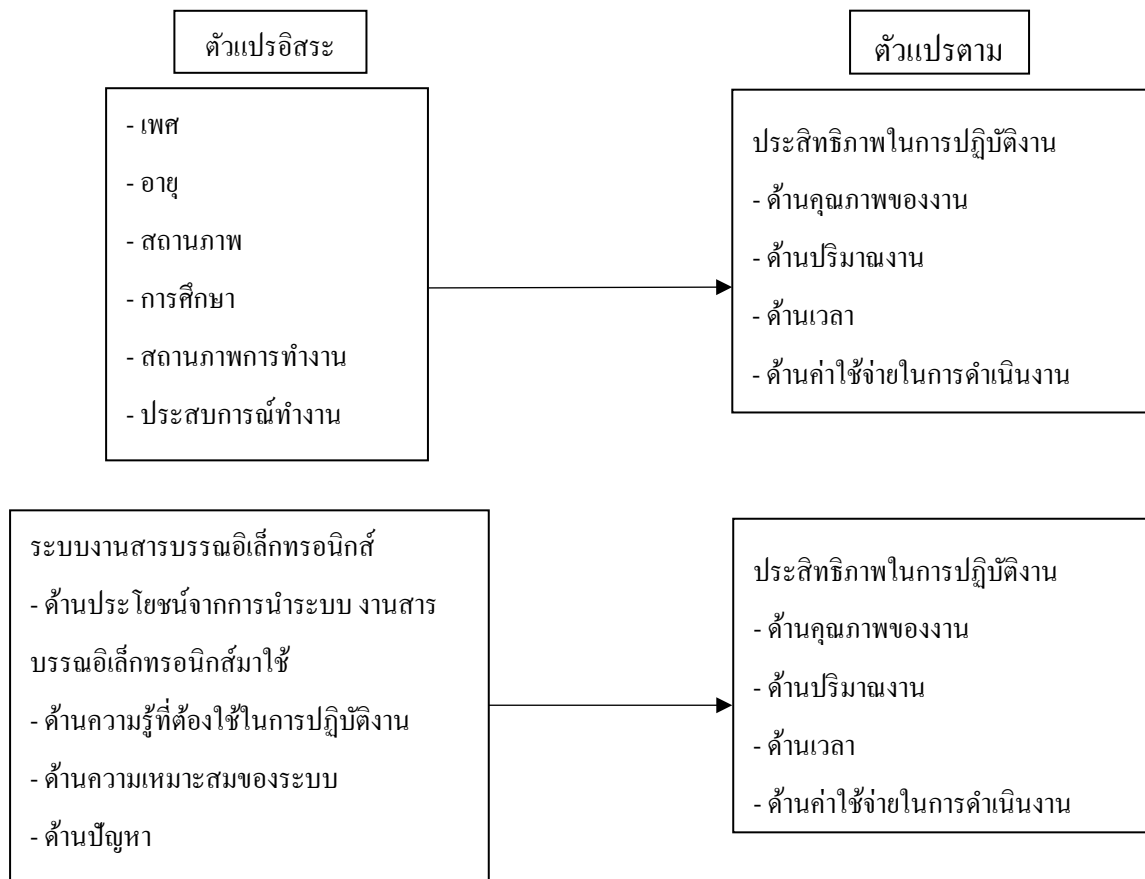 ตัวแปรอิสระ
ตัวแปรตาม
- เพศ
- อายุ
- สถานภาพ
- การศึกษา
- สถานภาพการทำงาน
- ประสบการณ์ทำงาน
ประสิทธิภาพในการปฏิบัติงาน
- ด้านคุณภาพของงาน
- ด้านปริมาณงาน
- ด้านเวลา
- ด้านค่าใช้จ่ายในการดำเนินงาน
ระบบงานสารบรรณอิเล็กทรอนิกส์
- ด้านประโยชน์จากการนำระบบ งานสาร
บรรณอิเล็กทรอนิกส์มาใช้
- ด้านความรู้ที่ต้องใช้ในการปฏิบัติงาน
- ด้านความเหมาะสมของระบบ
- ด้านปัญหา
ประสิทธิภาพในการปฏิบัติงาน
- ด้านคุณภาพของงาน
- ด้านปริมาณงาน
- ด้านเวลา
- ด้านค่าใช้จ่ายในการดำเนินงาน